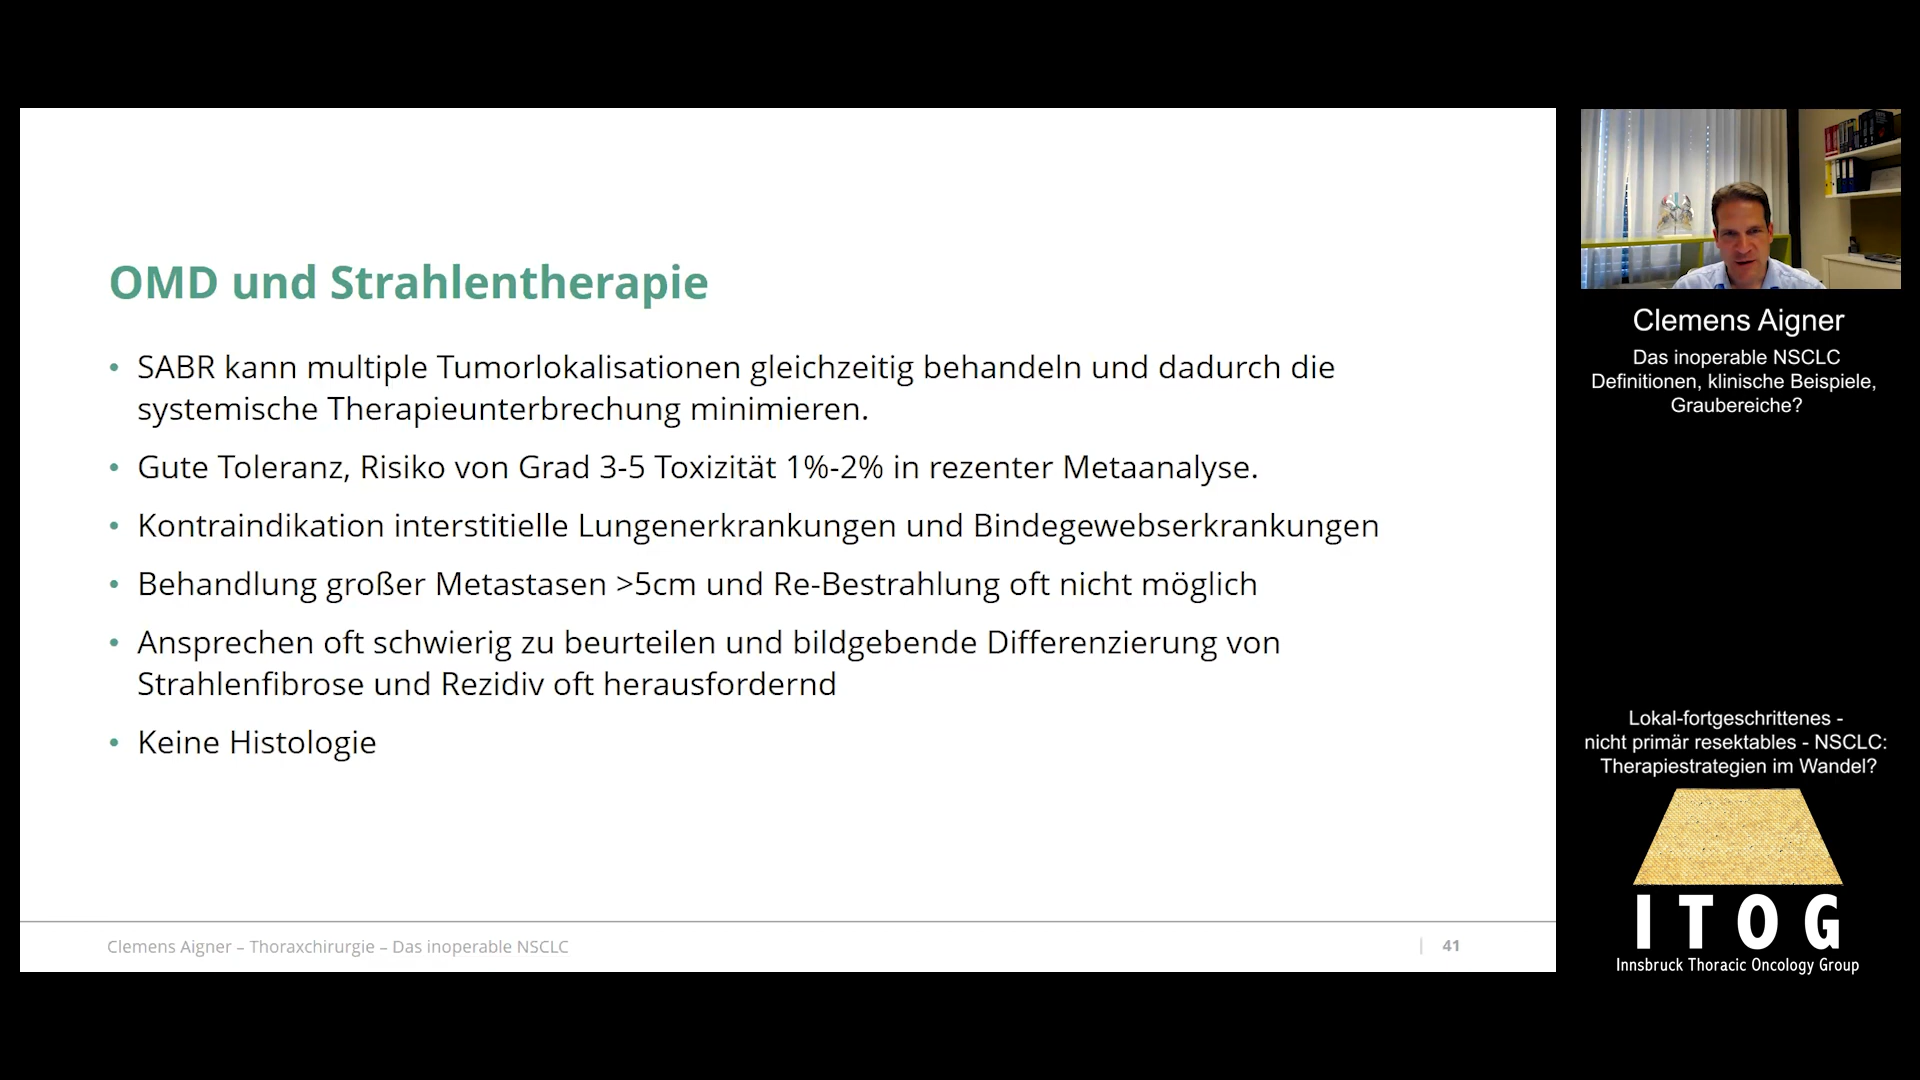 OMD und Strahlentherapie
• SABR kann multiple Tumorlokalisationen gleichzeitig behandeln und dadurch die
systemische Therapieunterbrechung minimieren.
• Gute Toleranz, Risiko von Grad 3-5 Toxizität 1%-2% in rezenter Metaanalyse.
• Kontraindikation interstitielle Lungenerkrankungen und Bindegewebserkrankungen
• Behandlung großer Metastasen >5cm und Re-Bestrahlung oft nicht möglich
• Ansprechen oft schwierig zu beurteilen und bildgebende Differenzierung von
Strahlenfibrose und Rezidiv oft herausfordernd
• Keine Histologie
Clemens Aigner – Thoraxchirurgie – Das inoperable NSCLC
| 41
Clemens Aigner
Das inoperable NSCLC
Definitionen, klinische Beispiele,
Graubereiche?
Lokal-fortgeschrittenes -
nicht primär resektables - NSCLC:
Therapiestrategien im Wandel?
ITOG
Innsbruck Thoracic Oncology Group